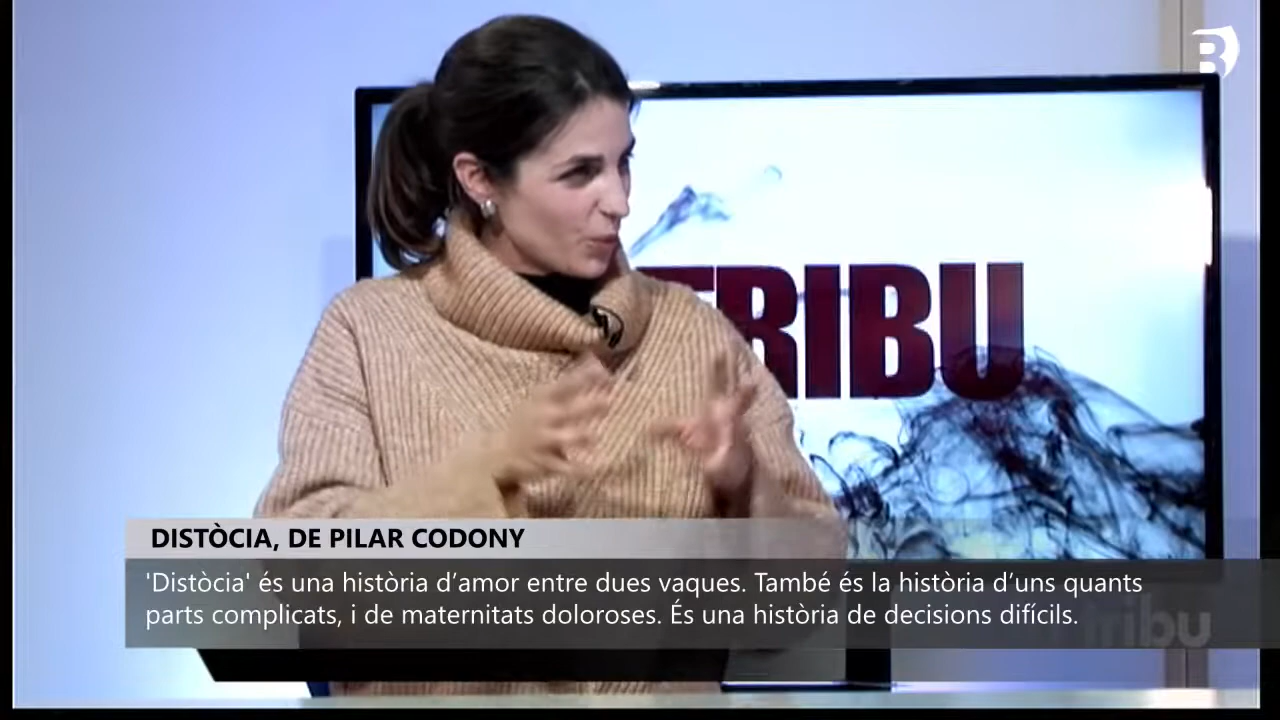 B
TRIBU
DISTÒCIA, DE PILAR CODONY
'Distòcia' és una història d’amor entre dues vaques. També és la història d’uns quants
parts complicats, i de maternitats doloroses. És una història de decisions difícils.
tribu